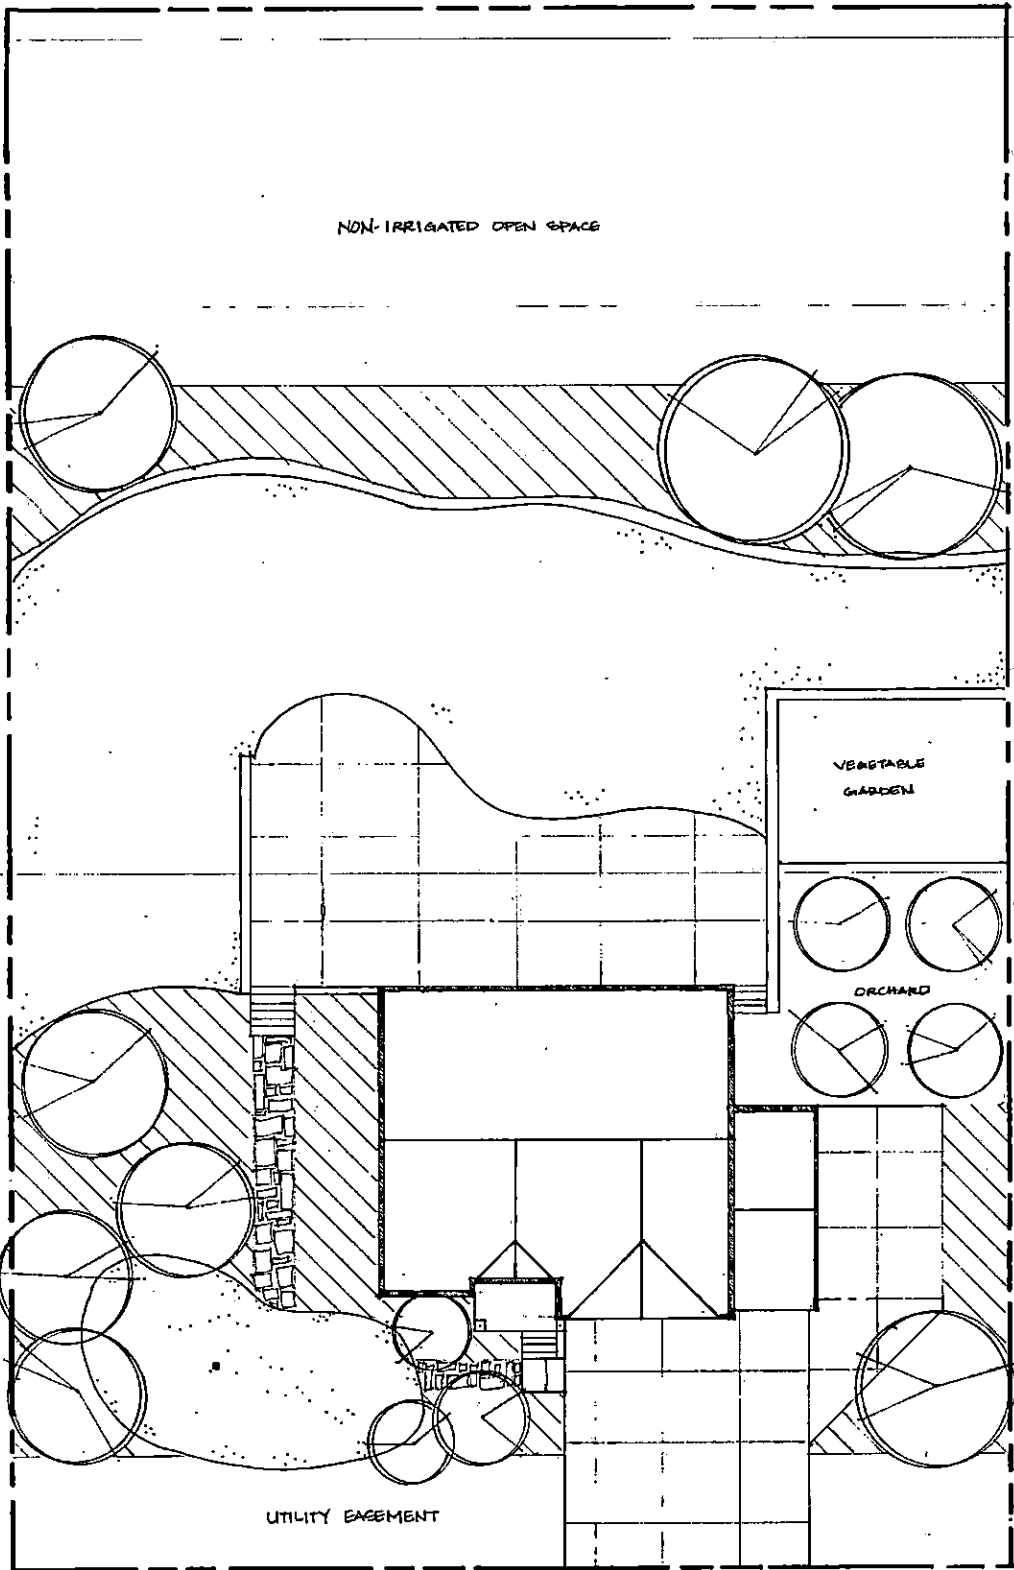 NON-IRRIGATED OPEN SPACE
VEGETABLE
GARDEN
ORCHARD
UTILITY EASEMENT